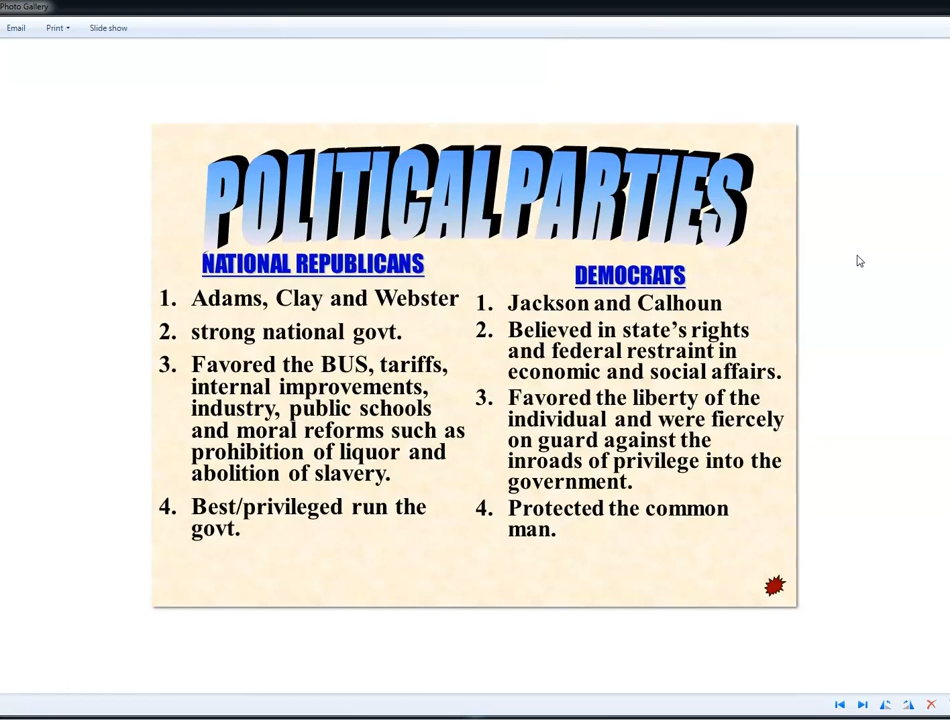 Photo Gallery
Email Print Slide show
POLITICAL PARTIES
NATIONAL REPUBLICANS
1. Adams, Clay and Webster
2. strong national govt.
3. Favored the BUS, tariffs,
internal improvements,
industry, public schools
and moral reforms such as
prohibition of liquor and
abolition of slavery.
4. Best/privileged run the
govt.
DEMOCRATS
1. Jackson and Calhoun
2. Believed in state's rights
and federal restraint in
economic and social affairs.
3. Favored the liberty of the
individual and were fiercely
on guard against the
inroads of privilege into the
government.
4. Protected the common
man.